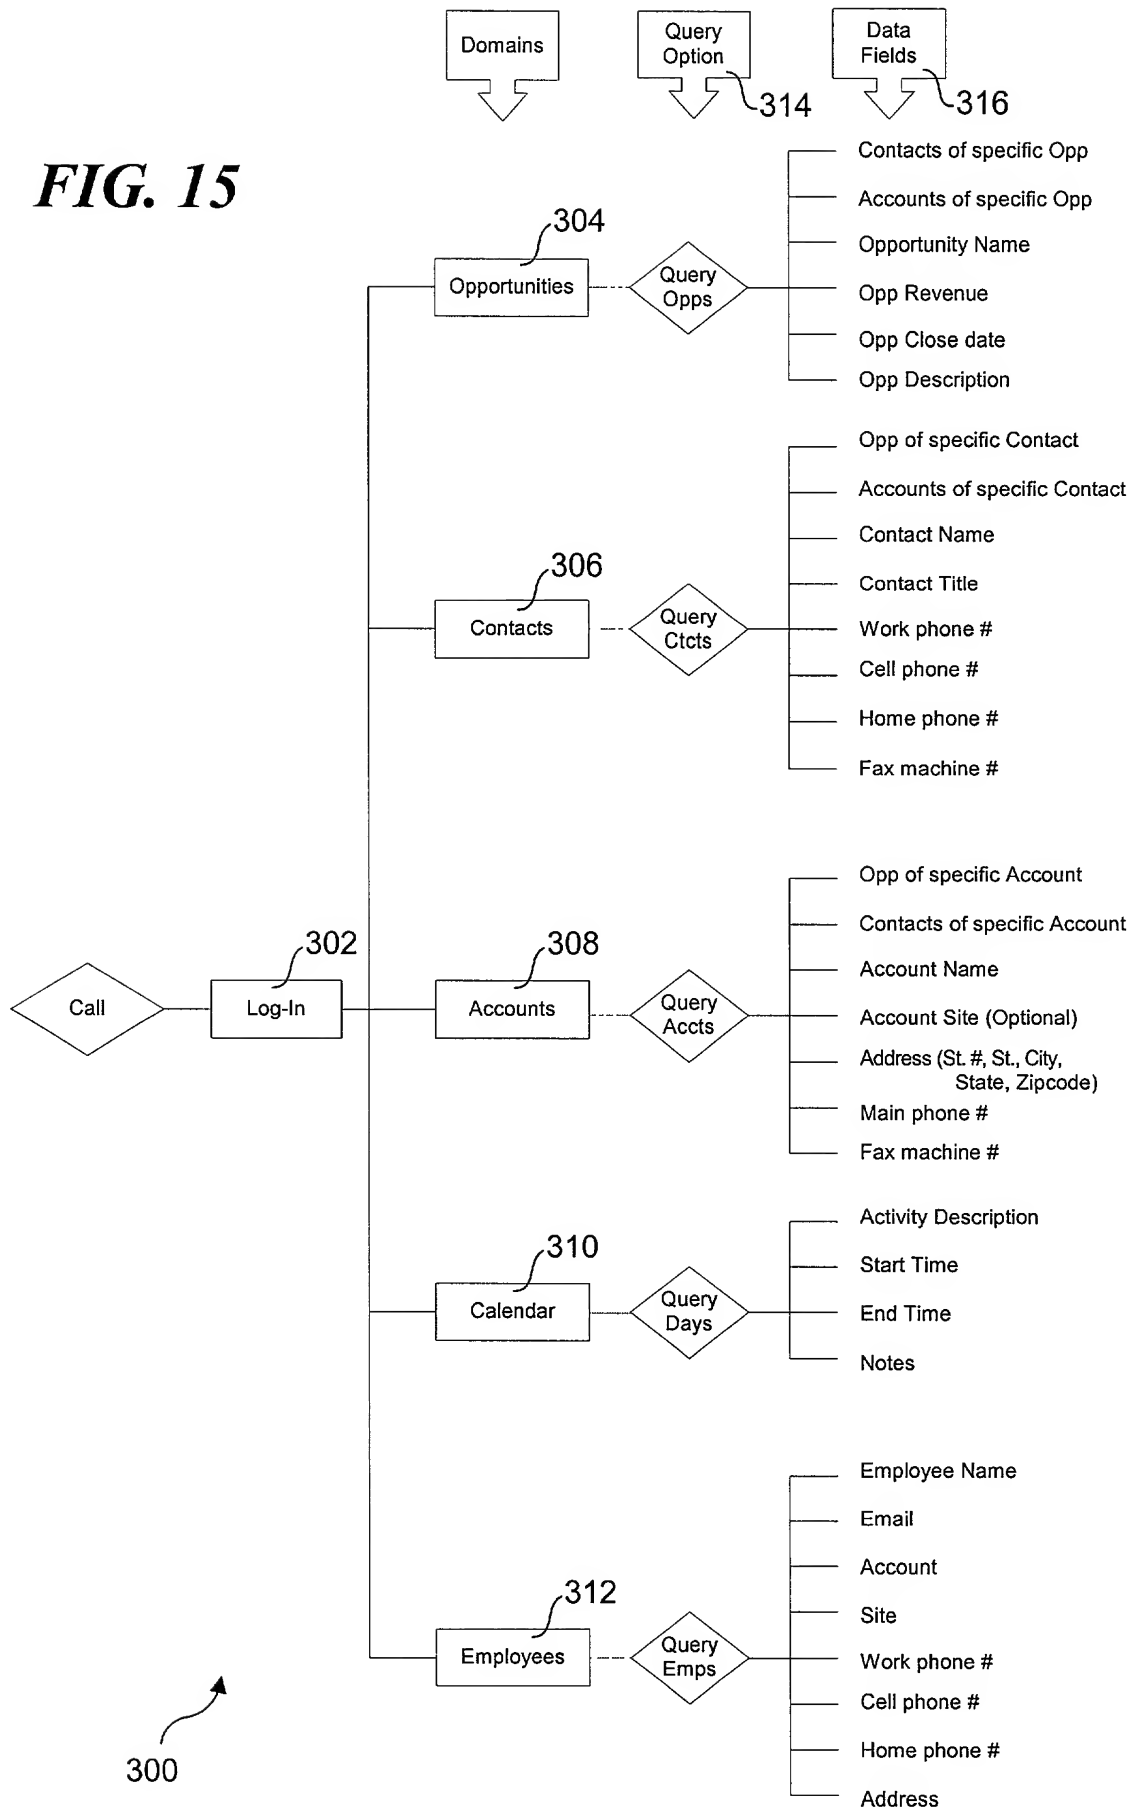 Domains
Query
Option
314
Data
Fields
316
FIG. 15
304
Opportunities
Query
Opps
Contacts of specific Opp
Accounts of specific Opp
Opportunity Name
Opp Revenue
Opp Close date
Opp Description
306
Contacts
Query
Ctcts
Opp of specific Contact
Accounts of specific Contact
Contact Name
Contact Title
Work phone #
Cell phone #
Home phone #
Fax machine #
Call
302
Log-In
308
Accounts
Query
Accts
Opp of specific Account
Contacts of specific Account
Account Name
Account Site (Optional)
Address (St. #, St., City,
State, Zipcode)
Main phone #
Fax machine #
310
Calendar
Query
Days
Activity Description
Start Time
End Time
Notes
312
Employees
Query
Emps
Employee Name
Email
Account
Site
Work phone #
Cell phone #
Home phone #
Address
300